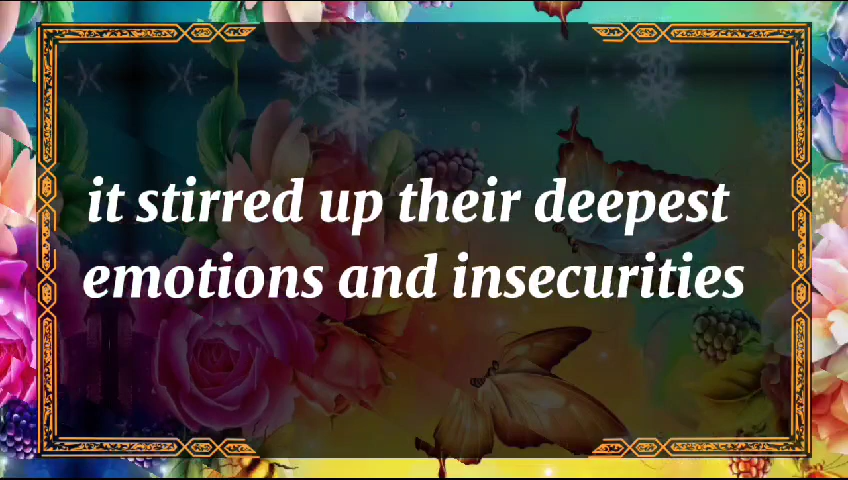 it stirred up their deepest
emotions and insecurities